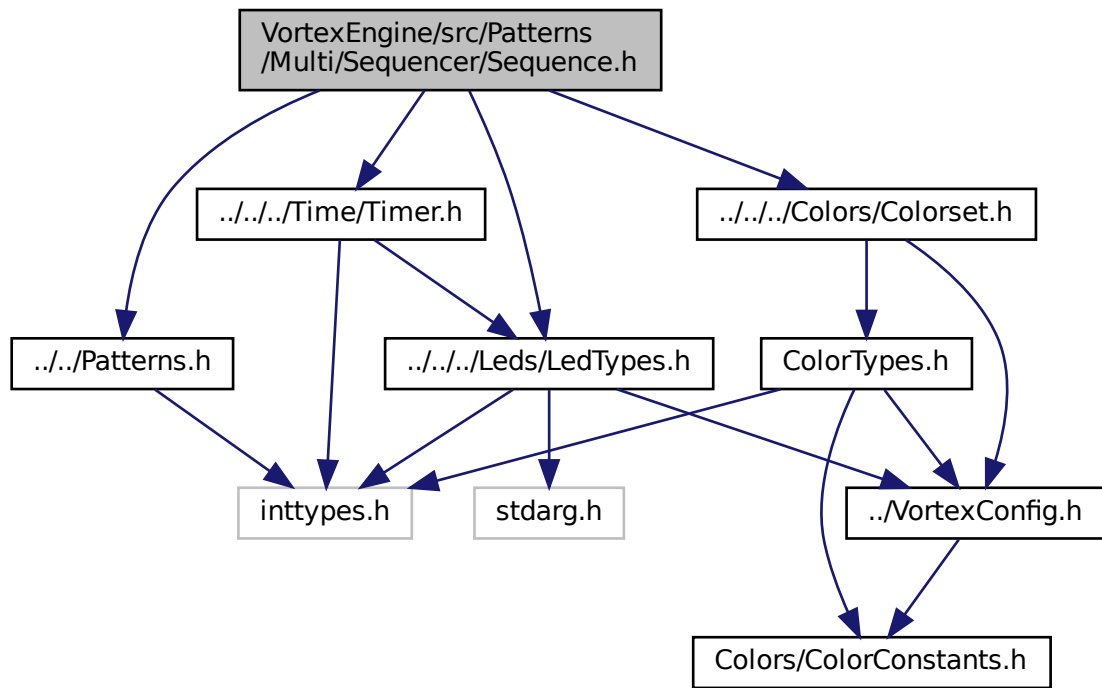 VortexEngine/src/Patterns
/Multi/Sequencer/Sequence.h
../../../Time/Timer.h
../../../Colors/Colorset.h
../../Patterns.h
../../../Leds/LedTypes.h
ColorTypes.h
inttypes.h
stdarg.h
../VortexConfig.h
Colors/ColorConstants.h